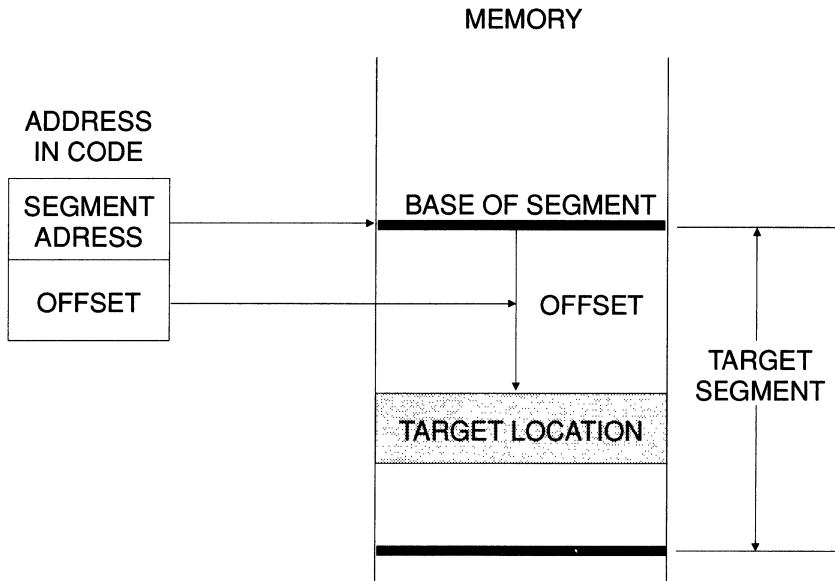 MEMORY
ADDRESS
IN CODE
SEGMENT
ADRESS
BASE OF SEGMENT
OFFSET
OFFSET
TARGET
SEGMENT
TARGET LOCATION